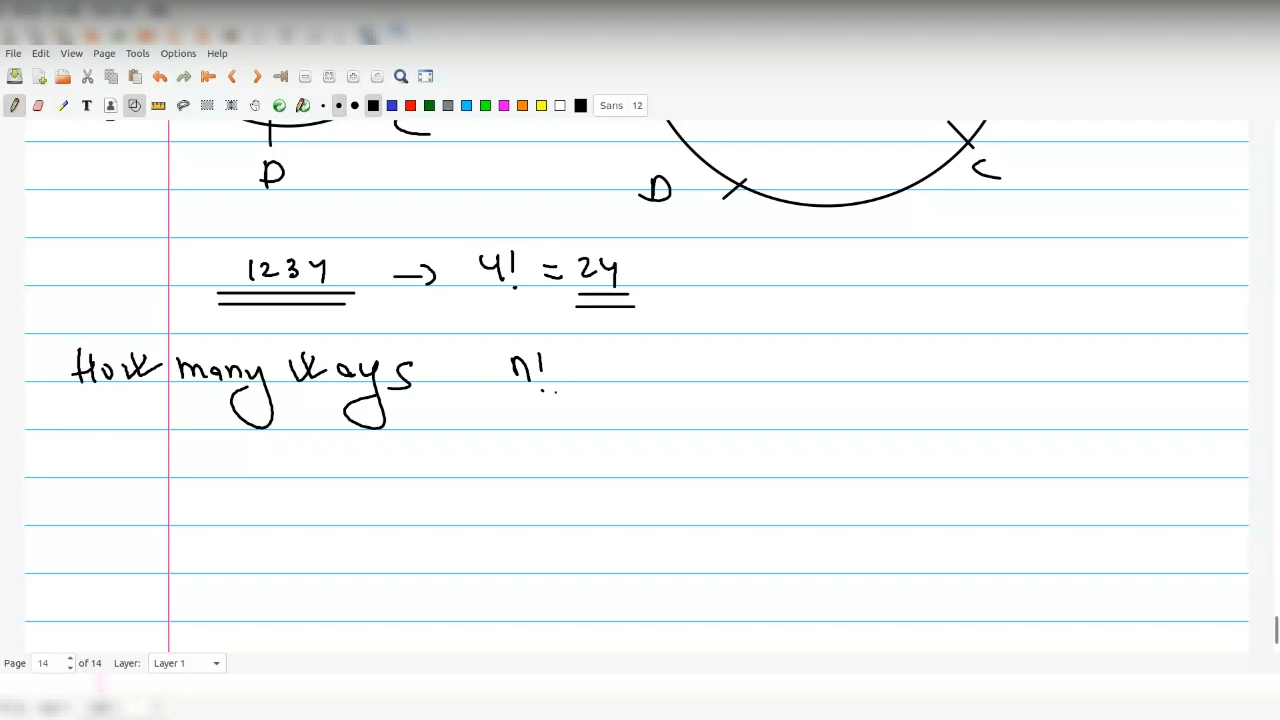 File Edit View Page Tools Options Help
Sans 12
C
D
D
C
1234 → 4! = 24
How many ways n!
Page 14 of 14 Layer: Layer 1